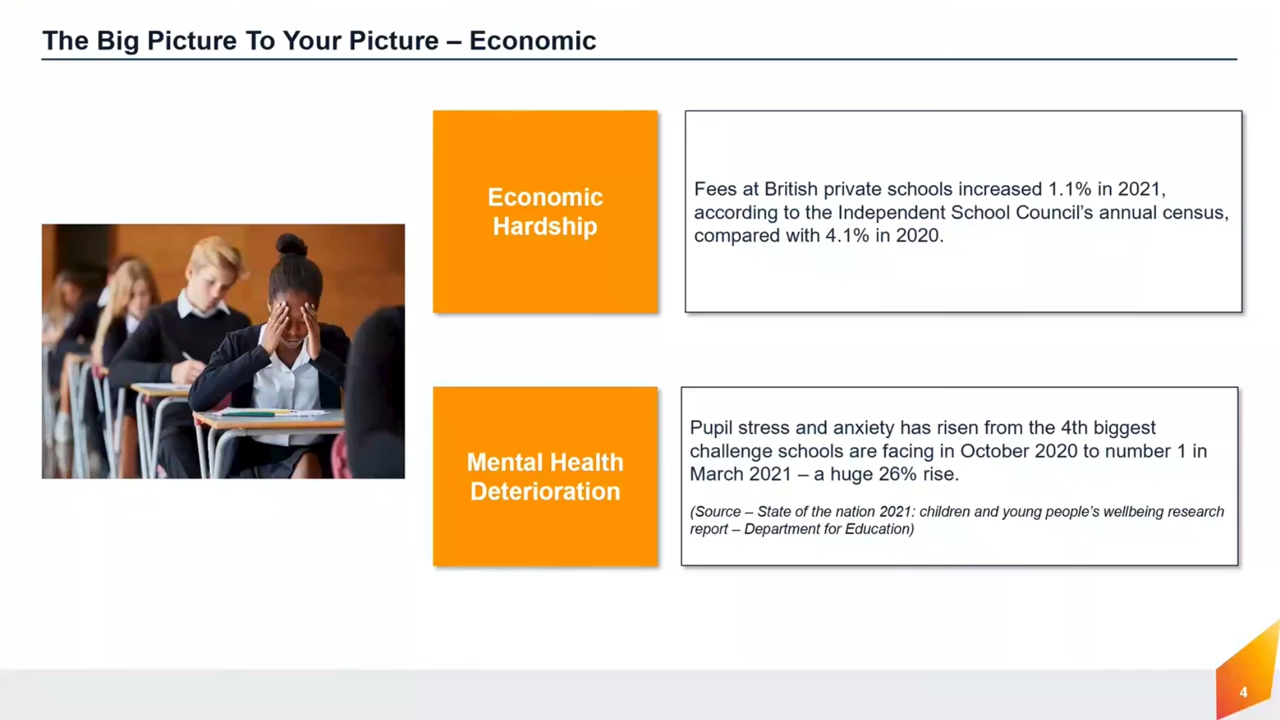 The Big Picture To Your Picture – Economic
Economic
Hardship
Fees at British private schools increased 1.1% in 2021,
according to the Independent School Council’s annual census,
compared with 4.1% in 2020.
Mental Health
Deterioration
Pupil stress and anxiety has risen from the 4th biggest
challenge schools are facing in October 2020 to number 1 in
March 2021 – a huge 26% rise.
(Source – State of the nation 2021: children and young people’s wellbeing research
report – Department for Education)
4